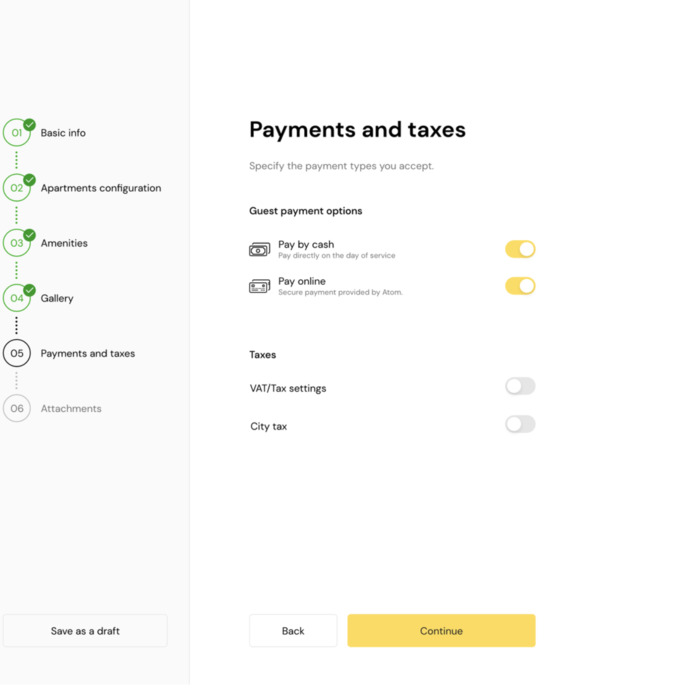 01
Basic info
02
Apartments configuration
03
Amenities
04
Gallery
05
Payments and taxes
06
Attachments
Save as a draft
Payments and taxes
Specify the payment types you accept.
Guest payment options
Pay by cash
Pay directly on the day of service
Pay online
Secure payment provided by Atom.
Taxes
VAT/Tax settings
City tax
Back
Continue